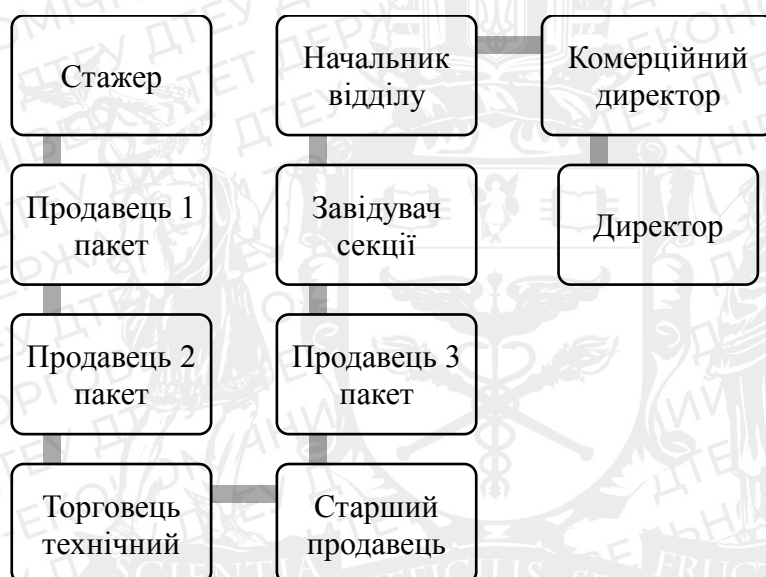 Стажер
Продавець 1
пакет
Продавець 2
пакет
Торговець
технічний
Старший
продавець
Продавець 3
пакет
Завідувач
секції
Начальник
відділу
Комерційний
директор
Директор
SCIENTIA